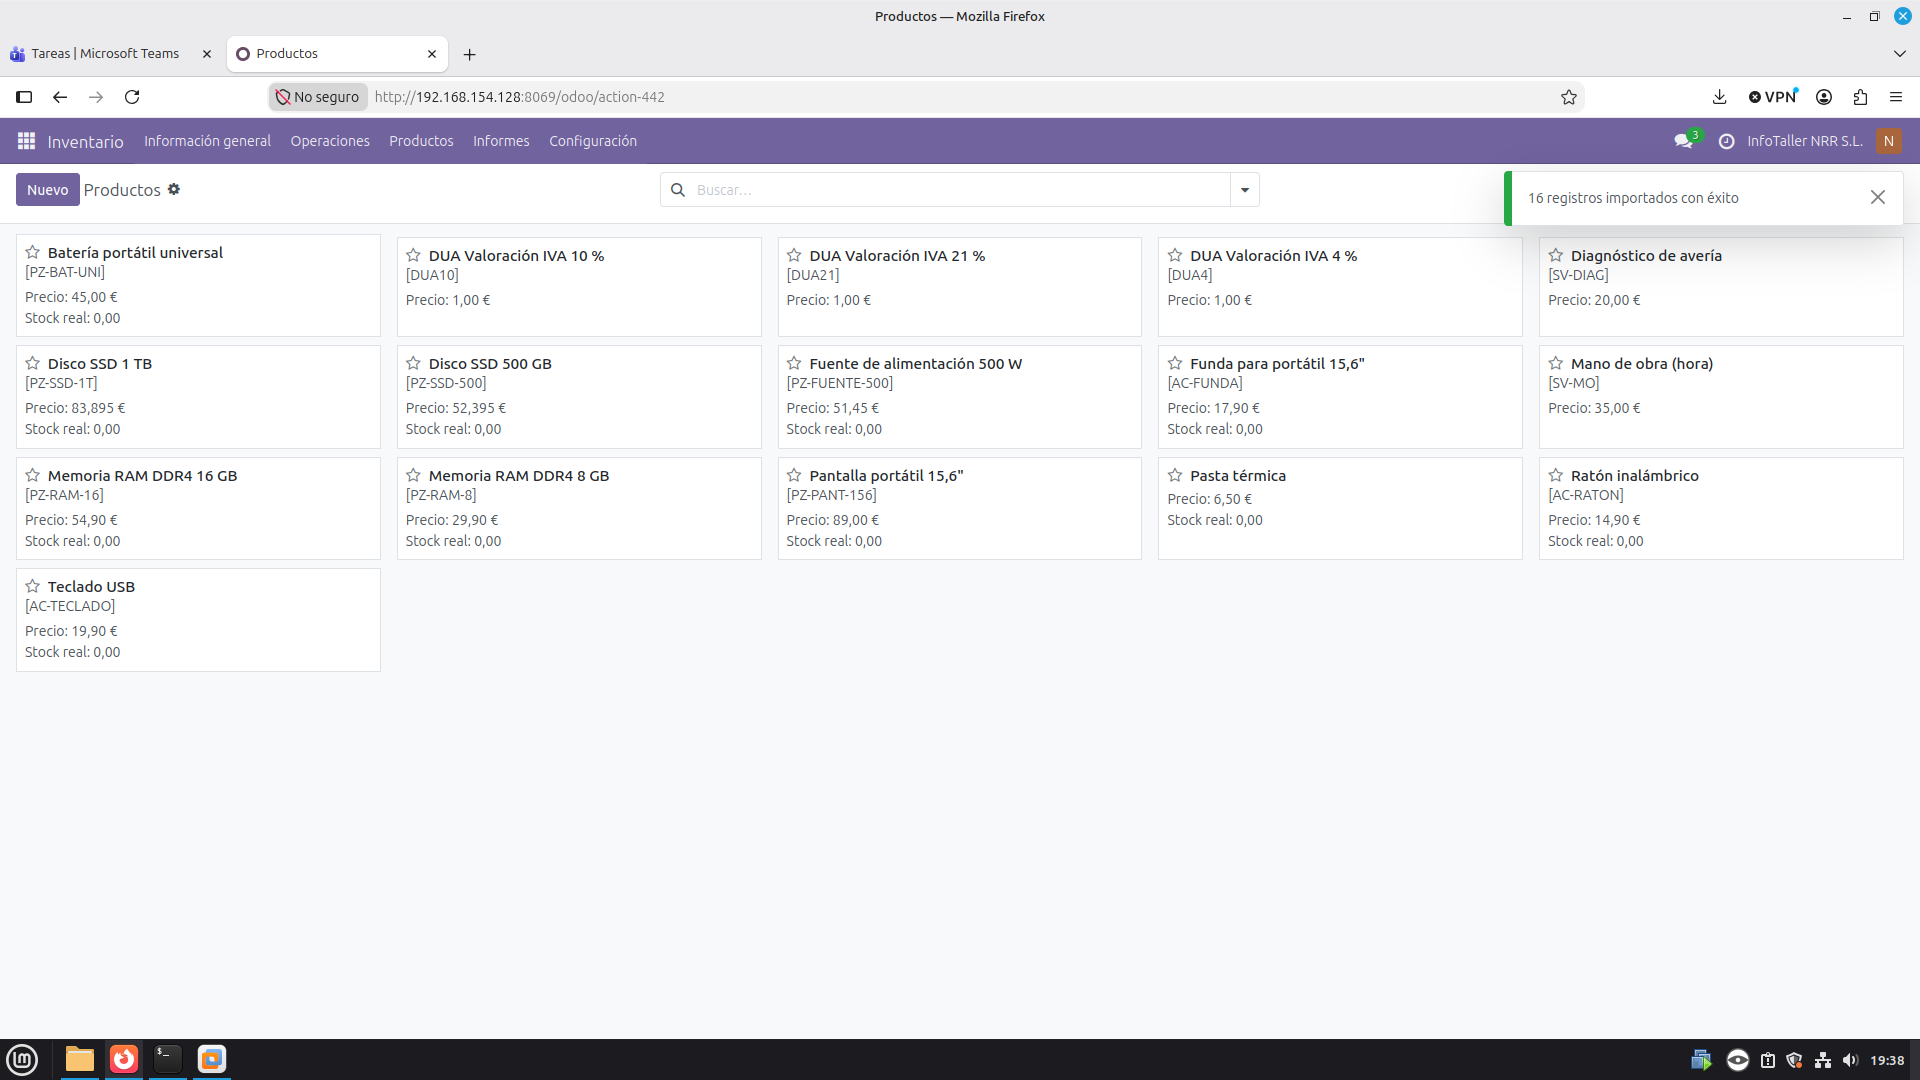 Productos — Mozilla Firefox
Tareas | Microsoft Teams
Productos
No seguro
http://192.168.154.128:8069/odoo/action-442
VPN
Inventario
Información general
Operaciones
Productos
Informes
Configuración
3
InfoTaller NRR S.L.
N
Nuevo
Productos
Buscar...
16 registros importados con éxito
Batería portátil universal
[PZ-BAT-UNI]
Precio: 45,00 €
Stock real: 0,00
DUA Valoración IVA 10 %
[DUA10]
Precio: 1,00 €
DUA Valoración IVA 21 %
[DUA21]
Precio: 1,00 €
DUA Valoración IVA 4 %
[DUA4]
Precio: 1,00 €
Diagnóstico de avería
[SV-DIAG]
Precio: 20,00 €
Disco SSD 1 TB
[PZ-SSD-1T]
Precio: 83,895 €
Stock real: 0,00
Disco SSD 500 GB
[PZ-SSD-500]
Precio: 52,395 €
Stock real: 0,00
Fuente de alimentación 500 W
[PZ-FUENTE-500]
Precio: 51,45 €
Stock real: 0,00
Funda para portátil 15,6"
[AC-FUNDA]
Precio: 17,90 €
Stock real: 0,00
Mano de obra (hora)
[SV-MO]
Precio: 35,00 €
Memoria RAM DDR4 16 GB
[PZ-RAM-16]
Precio: 54,90 €
Stock real: 0,00
Memoria RAM DDR4 8 GB
[PZ-RAM-8]
Precio: 29,90 €
Stock real: 0,00
Pantalla portátil 15,6"
[PZ-PANT-156]
Precio: 89,00 €
Stock real: 0,00
Pasta térmica
Precio: 6,50 €
Stock real: 0,00
Ratón inalámbrico
[AC-RATON]
Precio: 14,90 €
Stock real: 0,00
Teclado USB
[AC-TECLADO]
Precio: 19,90 €
Stock real: 0,00
19:38